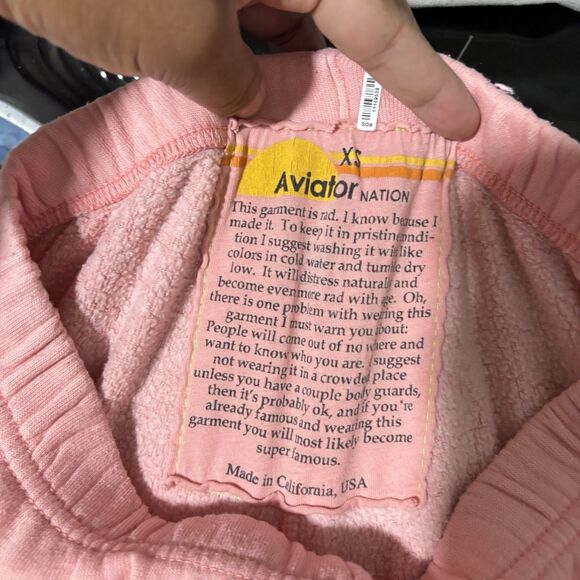 XS
Aviator NATION
This garment is rad. I know because I
made it. To keep it in pristine condi-
tion I suggest washing it with like
colors in cold water and tumble dry
low. It will distress naturally and
become even more rad with age. Oh,
there is one problem with wearing this
garment I must warn you about:
People will come out of no where and
want to know who you are. I suggest
not wearing it in a crowded place
unless you have a couple body guards,
then it's probably ok, and if you're
already famous and wearing this
garment you will most likely become
super famous.
Made in California, USA